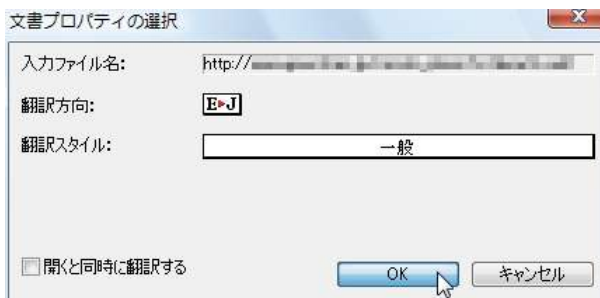 文書プロパティの選択
入力ファイル名: http://
翻訳方向: E▶J
翻訳スタイル: 一般
開くと同時に翻訳する OK キャンセル